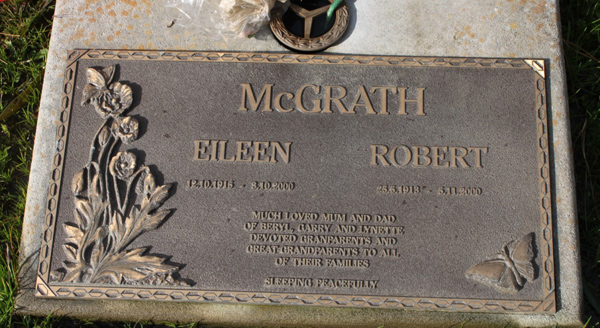 McGRATH
EILEEN ROBERT
12.10.1915 - 3.10.2000 25.5.1913 - 5.11.2000
MUCH LOVED MUM AND DAD
OF BERYL, GARRY AND LYNETTE
DEVOTED GRANPARENTS AND
GREAT GRANDPARENTS TO ALL
OF THEIR FAMILIES
SLEEPING PEACEFULLY